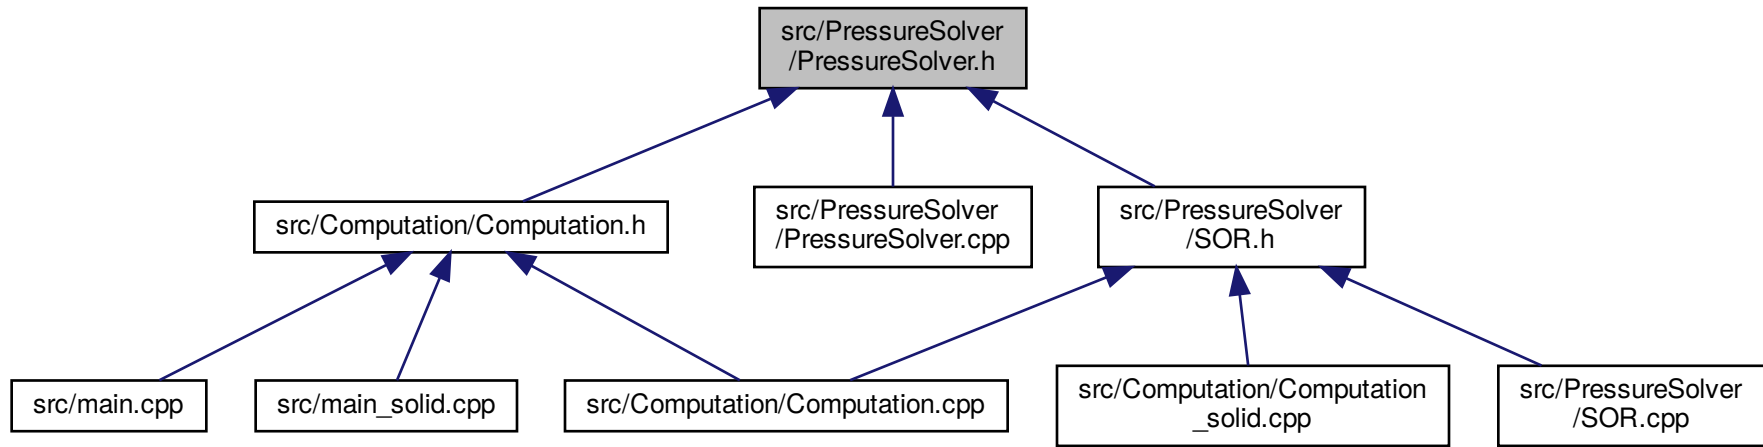 src/PressureSolver
/PressureSolver.h
src/Computation/Computation.h
src/PressureSolver
/PressureSolver.cpp
src/PressureSolver
/SOR.h
src/main.cpp
src/main_solid.cpp
src/Computation/Computation.cpp
src/Computation/Computation
_solid.cpp
src/PressureSolver
/SOR.cpp